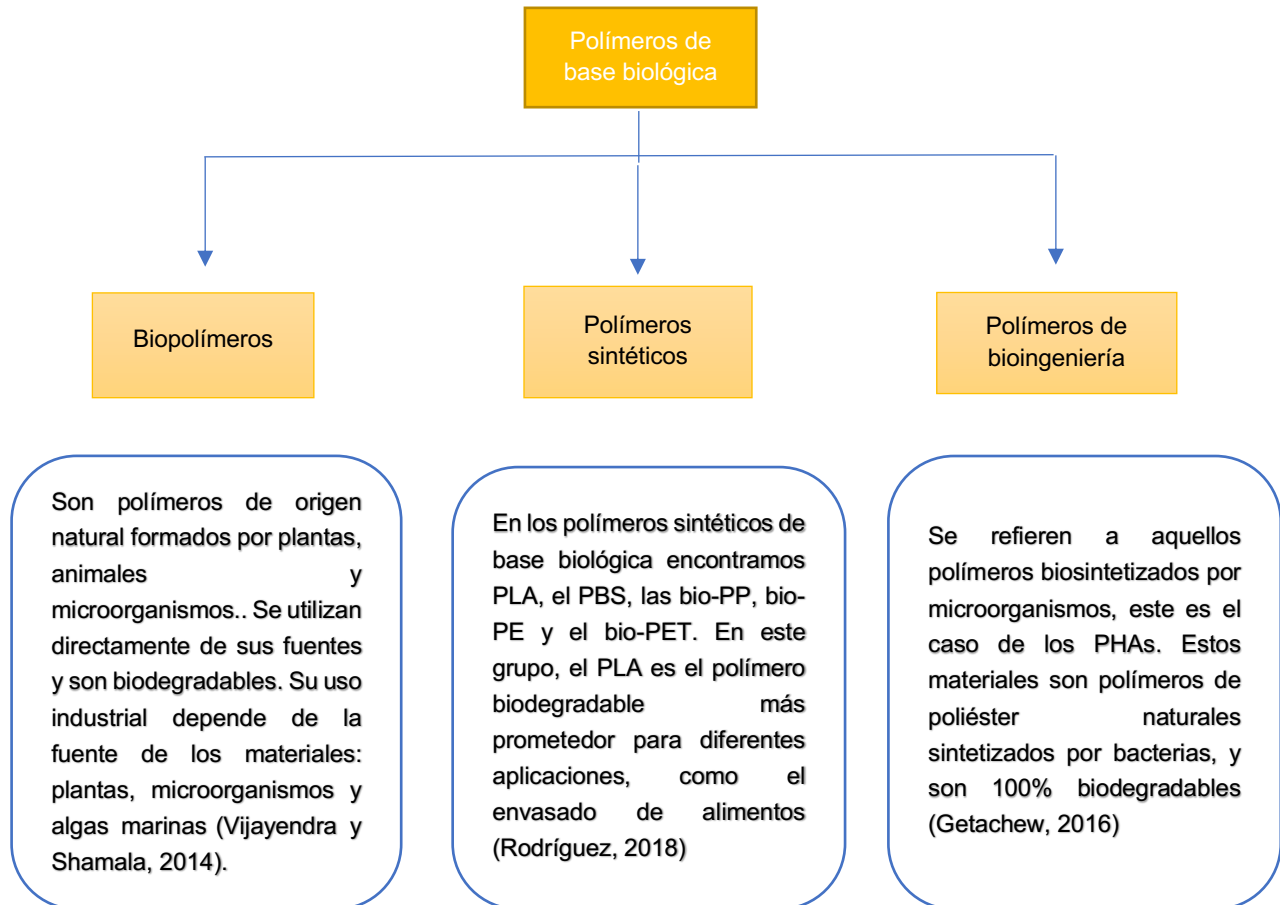 Polímeros de
base biológica
Biopolímeros
Polímeros
sintéticos
Polímeros de
bioingeniería
Son polímeros de origen
natural formados por plantas,
animales y
microorganismos.. Se utilizan
directamente de sus fuentes
y son biodegradables. Su uso
industrial depende de la
fuente de los materiales:
plantas, microorganismos y
algas marinas (Vijayendra y
Shamala, 2014).
En los polímeros sintéticos de
base biológica encontramos
PLA, el PBS, las bio-PP, bio-
PE y el bio-PET. En este
grupo, el PLA es el polímero
biodegradable más
prometedor para diferentes
aplicaciones, como el
envasado de alimentos
(Rodríguez, 2018)
Se refieren a aquellos
polímeros biosintetizados por
microorganismos, este es el
caso de los PHAs. Estos
materiales son polímeros de
poliéster naturales
sintetizados por bacterias, y
son 100% biodegradables
(Getachew, 2016)